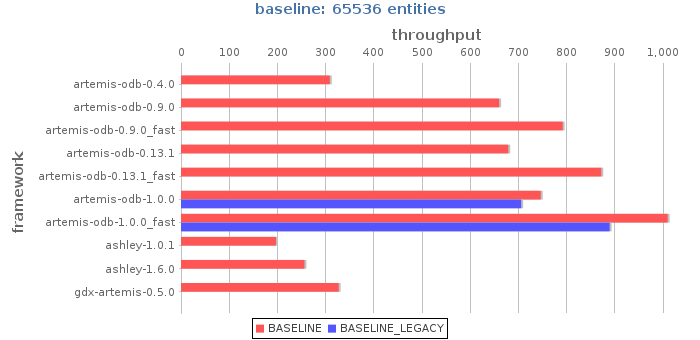 baseline: 65536 entities
throughput
0 100 200 300 400 500 600 700 800 900 1,000
framework
artemis-odb-0.4.0
artemis-odb-0.9.0
artemis-odb-0.9.0_fast
artemis-odb-0.13.1
artemis-odb-0.13.1_fast
artemis-odb-1.0.0
artemis-odb-1.0.0_fast
ashley-1.0.1
ashley-1.6.0
gdx-artemis-0.5.0
BASELINE BASELINE_LEGACY